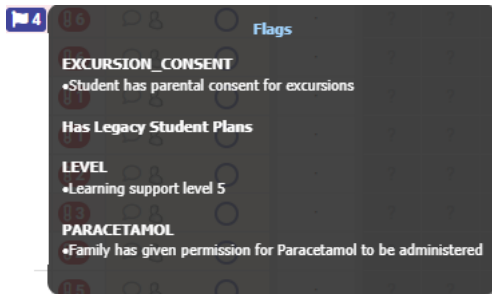 4
Flags
EXCURSION_CONSENT
•Student has parental consent for excursions
Has Legacy Student Plans
LEVEL
•Learning support level 5
PARACETAMOL
•Family has given permission for Paracetamol to be administered